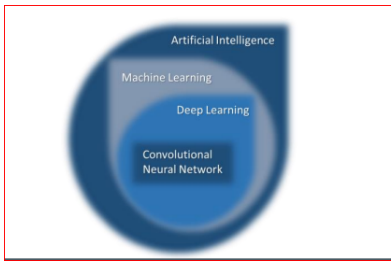 Artificial Intelligence
Machine Learning
Deep Learning
Convolutional
Neural Network